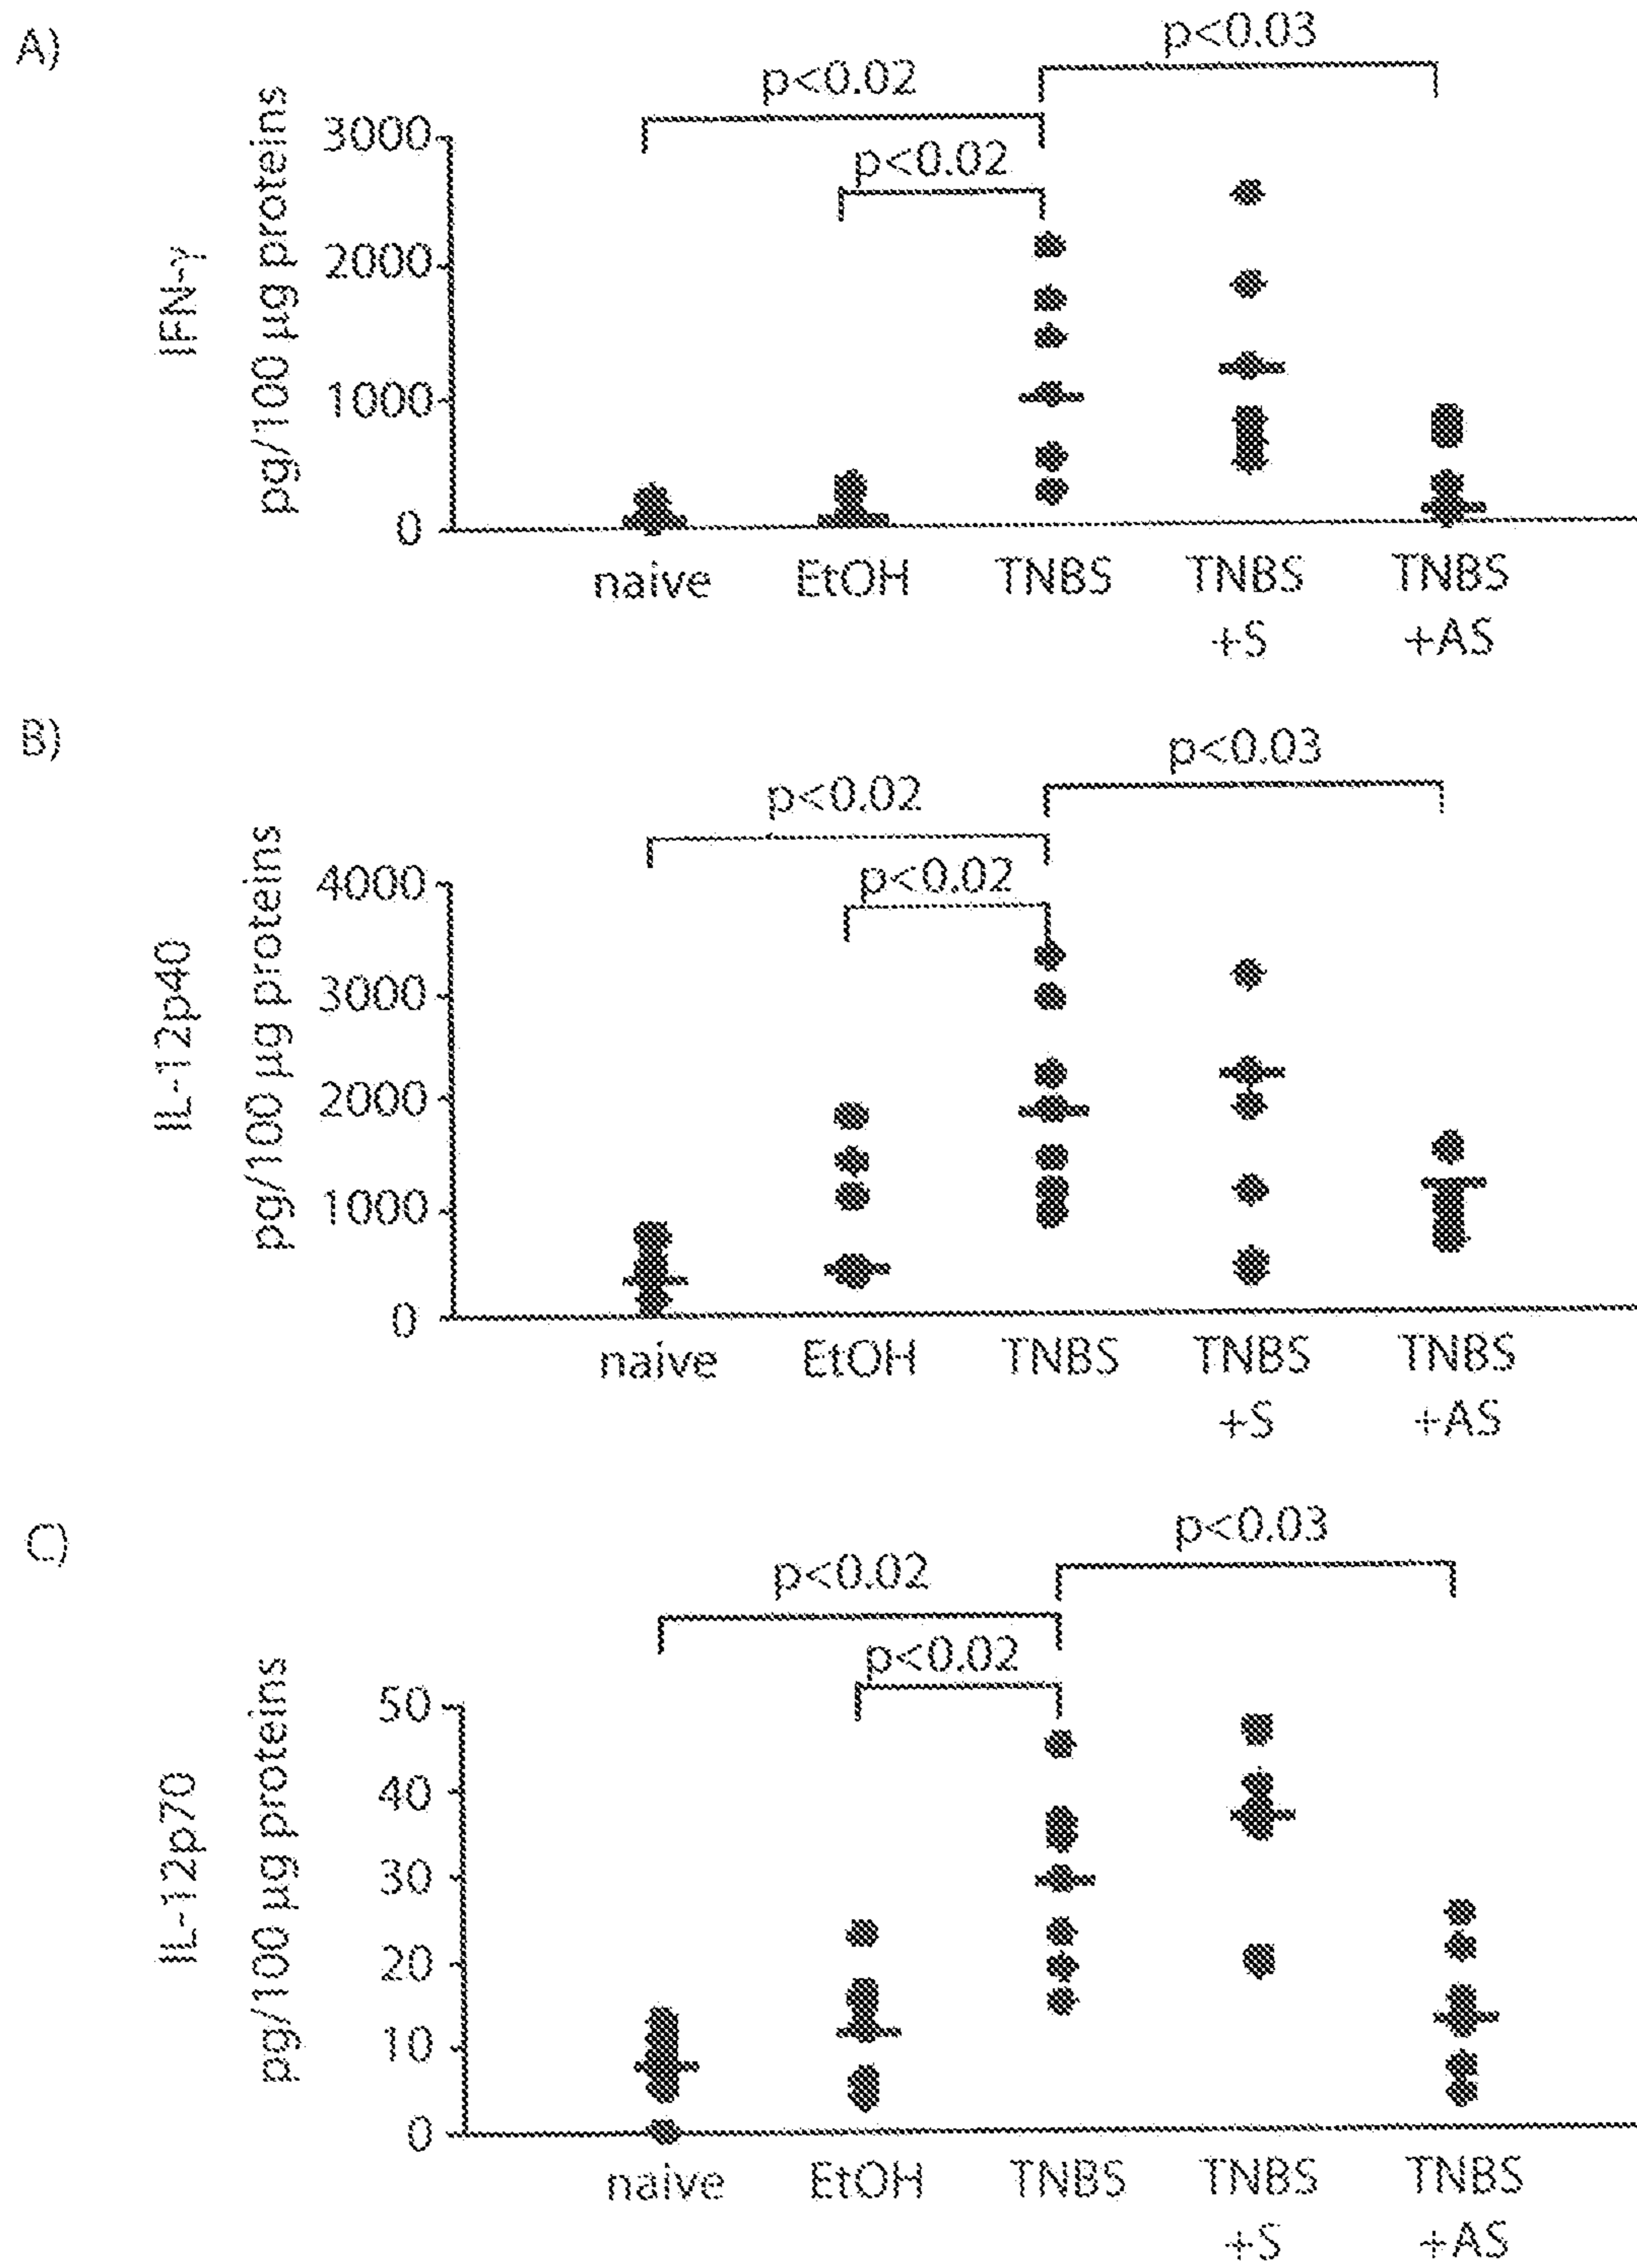 A)
p<0.03
p<0.02
p<0.02
IFN-γ
pg/100 µg proteins
3000
2000
1000
0
naive EtOH TNBS TNBS TNBS
+S +AS
B)
p<0.03
p<0.02
p<0.02
IL-12p40
pg/100 µg proteins
4000
3000
2000
1000
0
naive EtOH TNBS TNBS TNBS
+S +AS
C)
p<0.03
p<0.02
p<0.02
IL-12p70
pg/100 µg proteins
50
40
30
20
10
0
naive EtOH TNBS TNBS TNBS
+S +AS